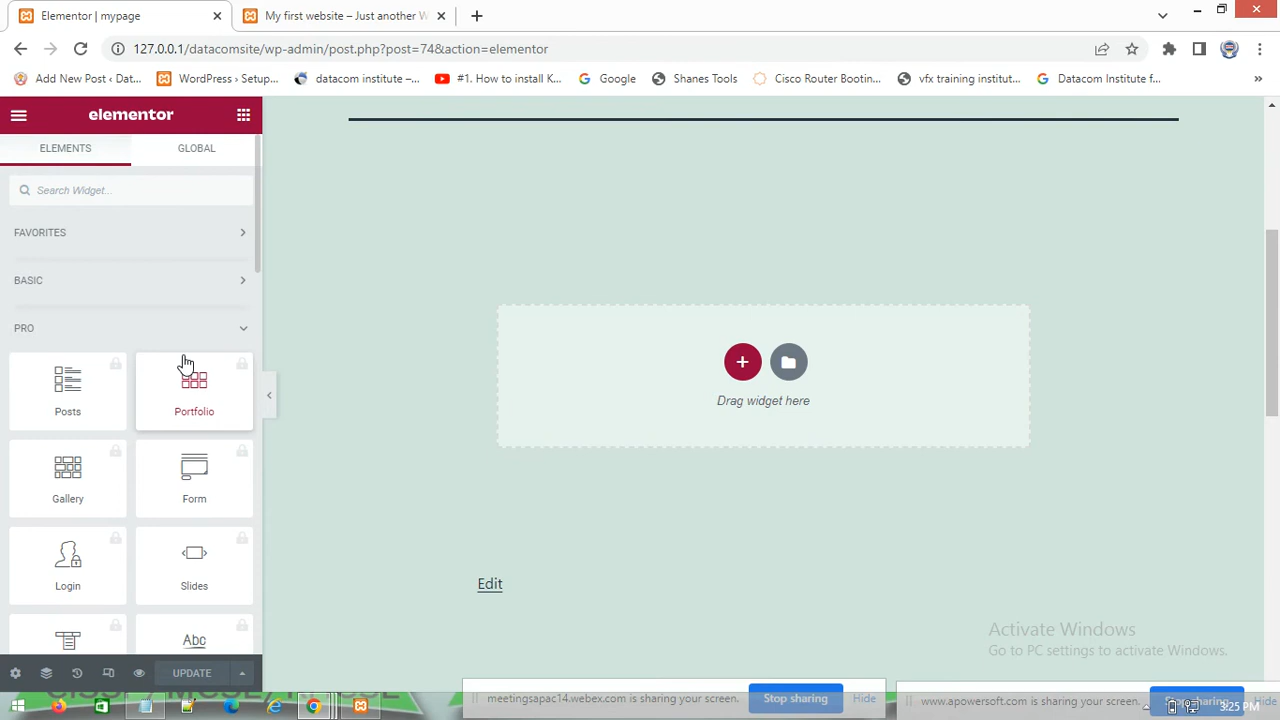 Elementor | mypage
My first website – Just another W
127.0.0.1/datacomsite/wp-admin/post.php?post=74&action=elementor
Add New Post ‹ Dat...
WordPress › Setup...
datacom institute –...
#1. How to install K...
Google
Shanes Tools
Cisco Router Bootin...
vfx training institut...
Datacom Institute f...
»
elementor
ELEMENTS
GLOBAL
Search Widget...
FAVORITES
BASIC
PRO
Posts
Portfolio
Drag widget here
Gallery
Form
Login
Slides
Edit
Abc
Activate Windows
Go to PC settings to activate Windows.
UPDATE
meetingsapac14.webex.com is sharing your screen.
Stop sharing
Hide
www.apowersoft.com is sharing your screen.
Stop sharing
Hide
3:25 PM